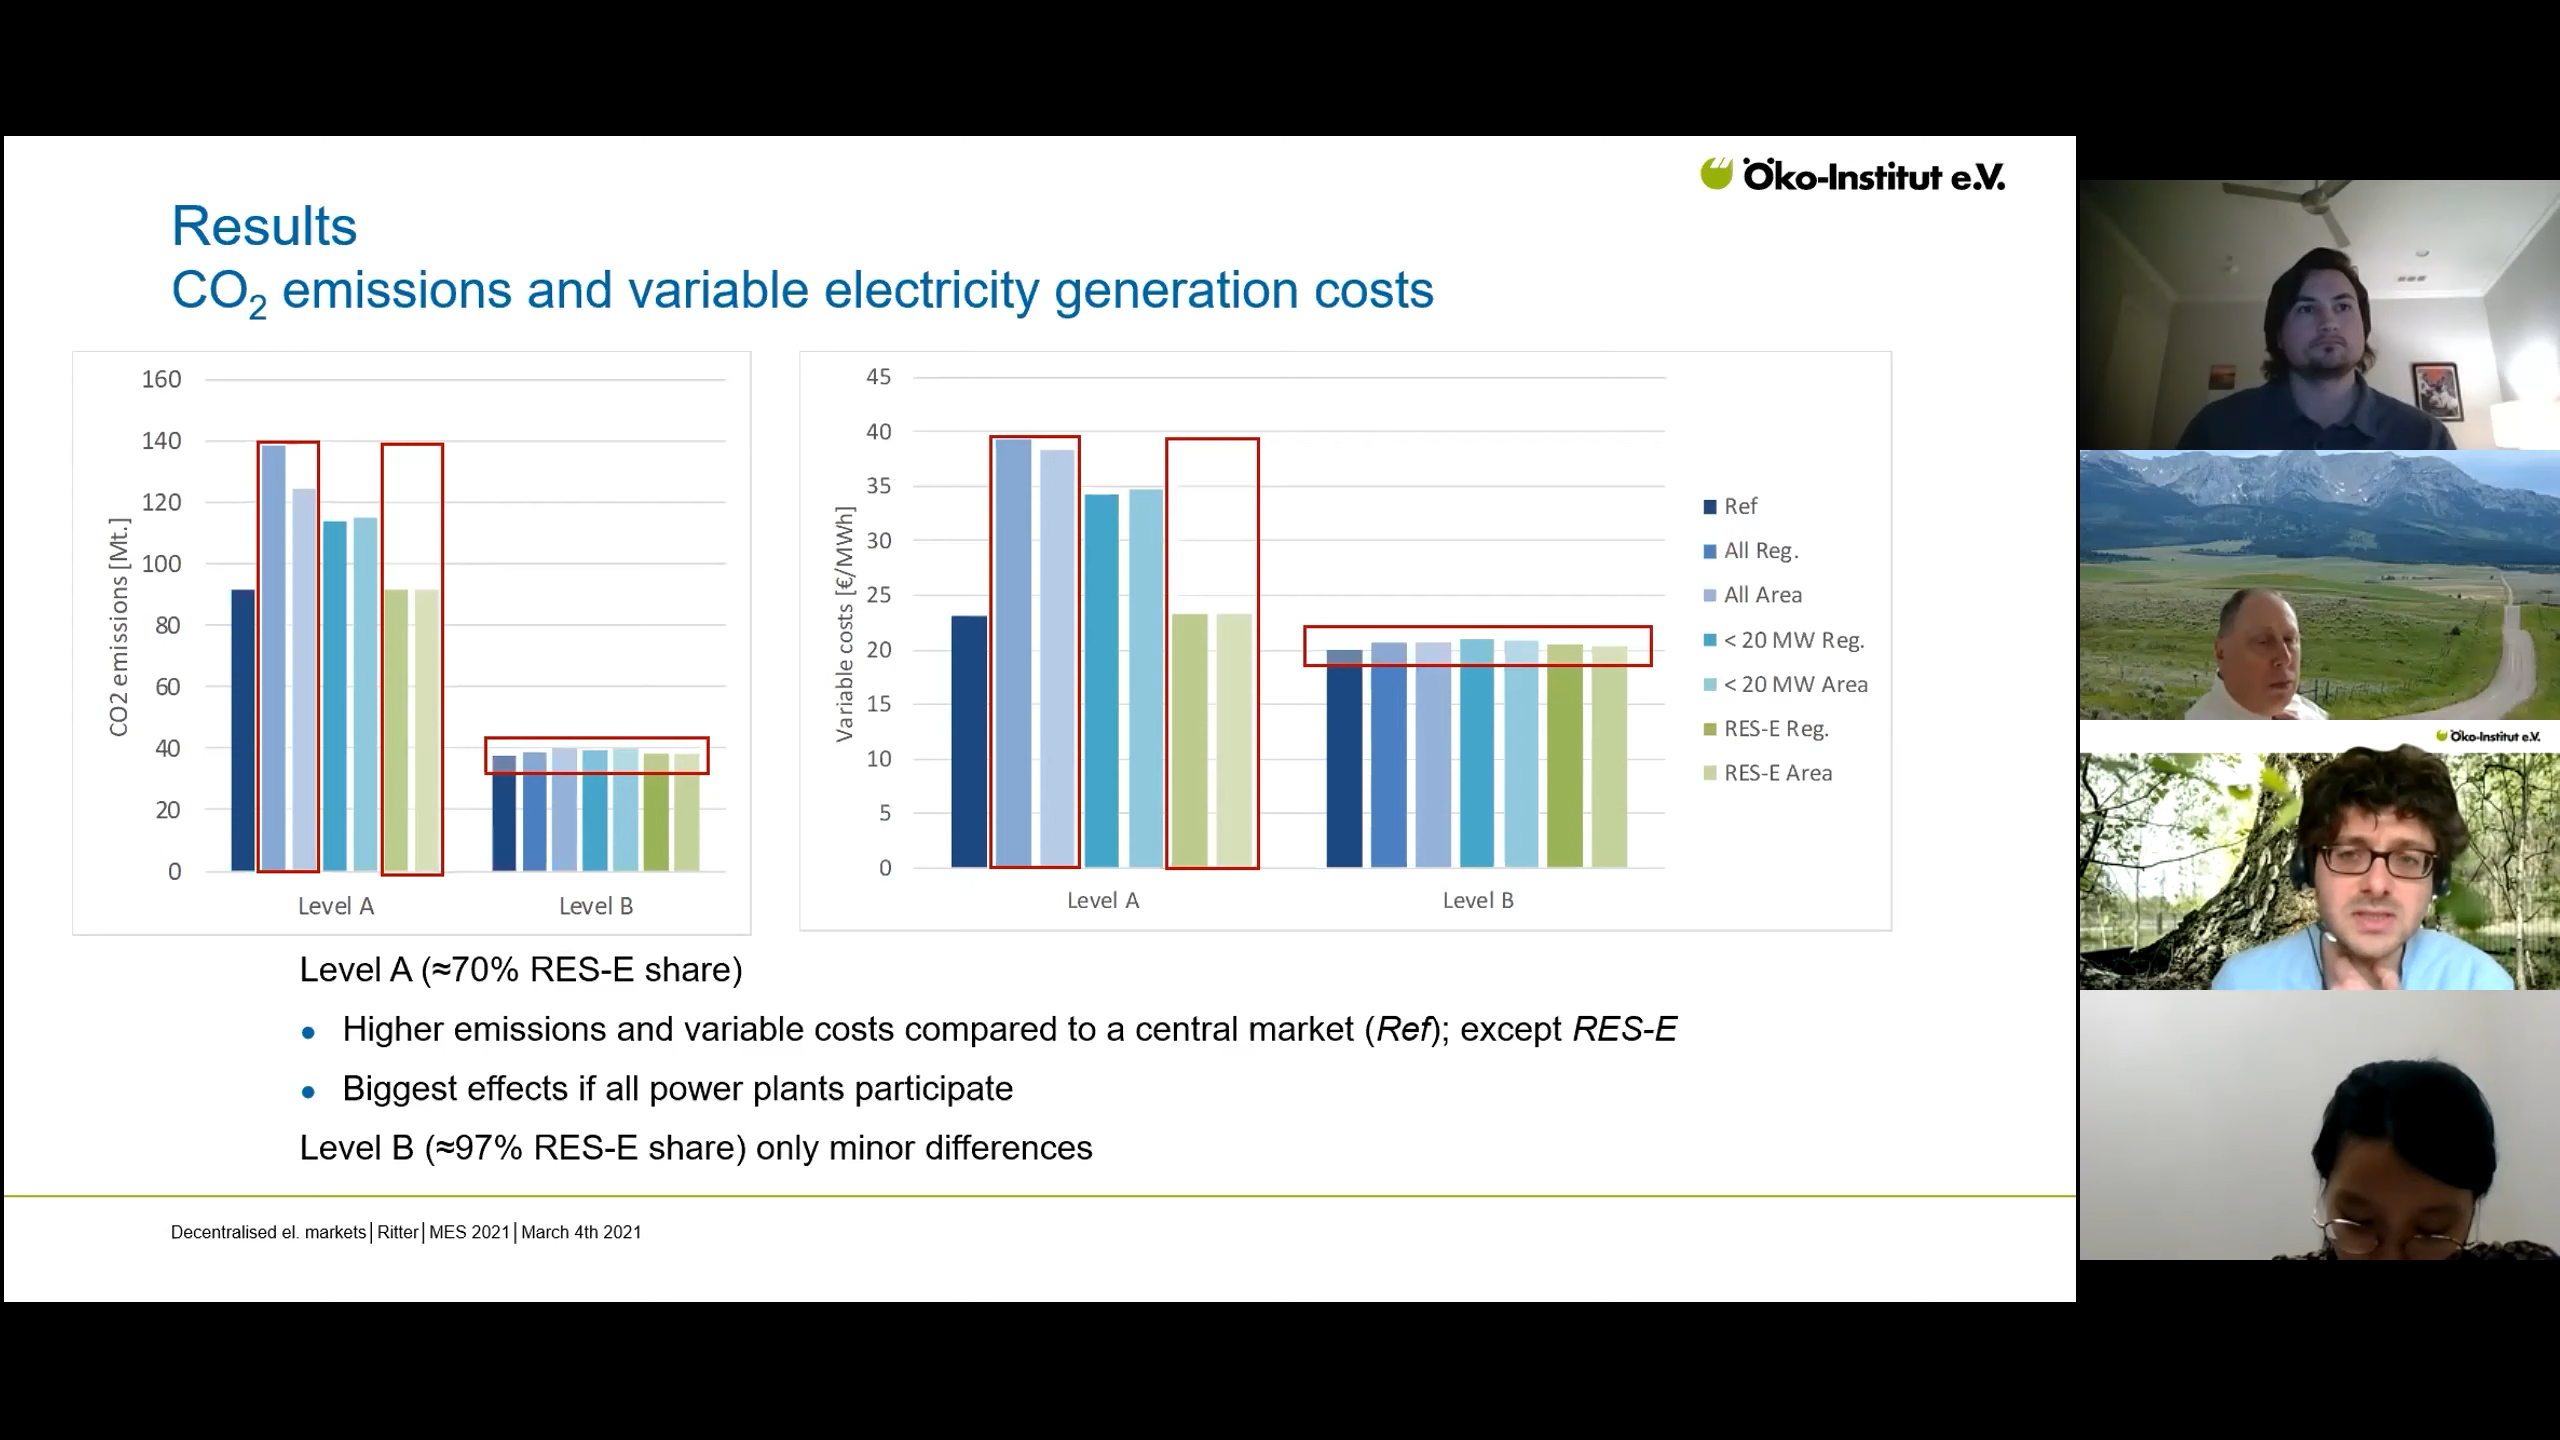 Öko-Institut e.V.
Results
CO2 emissions and variable electricity generation costs
160
140
120
100
80
60
40
20
0
CO2 emissions [Mt.]
Level A
Level B
45
40
35
30
25
20
15
10
5
0
Variable costs [€/MWh]
Level A
Level B
Ref
All Reg.
All Area
< 20 MW Reg.
< 20 MW Area
RES-E Reg.
RES-E Area
Level A (≈70% RES-E share)
• Higher emissions and variable costs compared to a central market (Ref); except RES-E
• Biggest effects if all power plants participate
Level B (≈97% RES-E share) only minor differences
Decentralised el. markets│Ritter│MES 2021│March 4th 2021
Öko-Institut e.V.